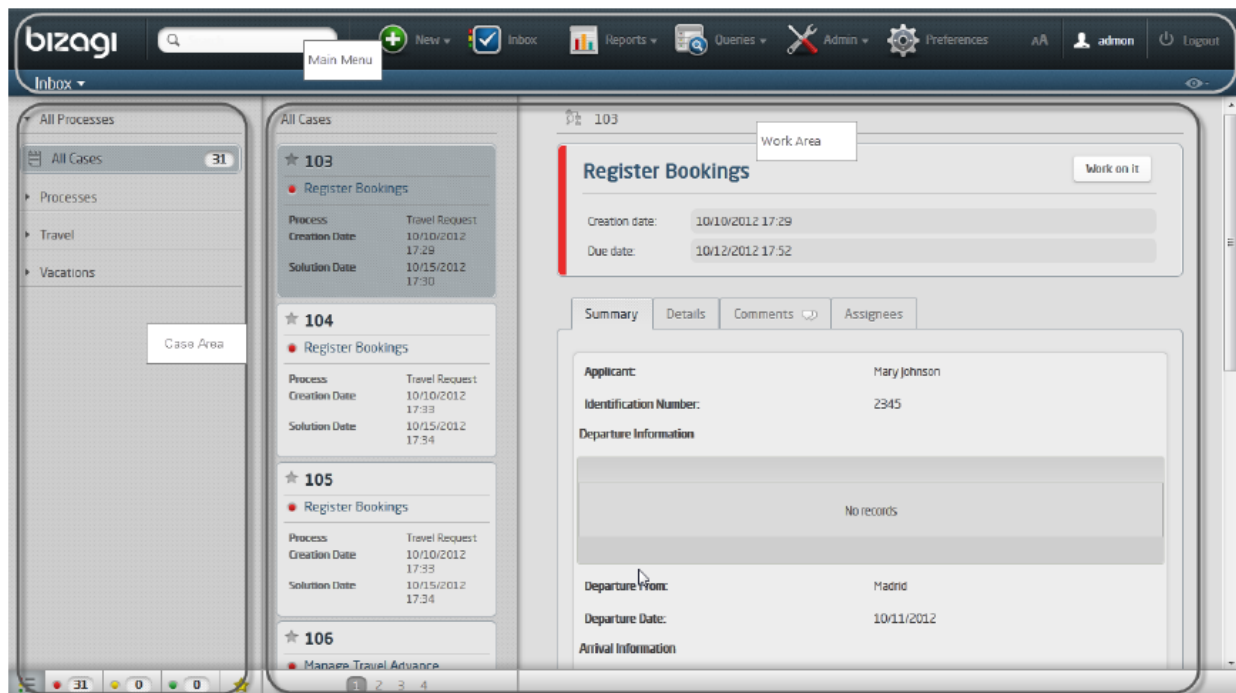 bizagi
New
Inbox
Reports
Queries
Admin
Preferences
AA
admon
Logout
Main Menu
Inbox
All Processes
All Cases 31
Processes
Travel
Vacations
Case Area
All Cases
103
Register Bookings
Process Travel Request
Creation Date 10/10/2012 17:29
Solution Date 10/15/2012 17:30
104
Register Bookings
Process Travel Request
Creation Date 10/10/2012 17:33
Solution Date 10/15/2012 17:34
105
Register Bookings
Process Travel Request
Creation Date 10/10/2012 17:33
Solution Date 10/15/2012 17:34
106
Manage Travel Advance
103
Work Area
Register Bookings
Work on it
Creation date: 10/10/2012 17:29
Due date: 10/12/2012 17:52
Summary Details Comments Assignees
Applicant: Mary Johnson
Identification Number: 2345
Departure Information
No records
Departure From: Madrid
Departure Date: 10/11/2012
Arrival Information
31 0 0
1 2 3 4